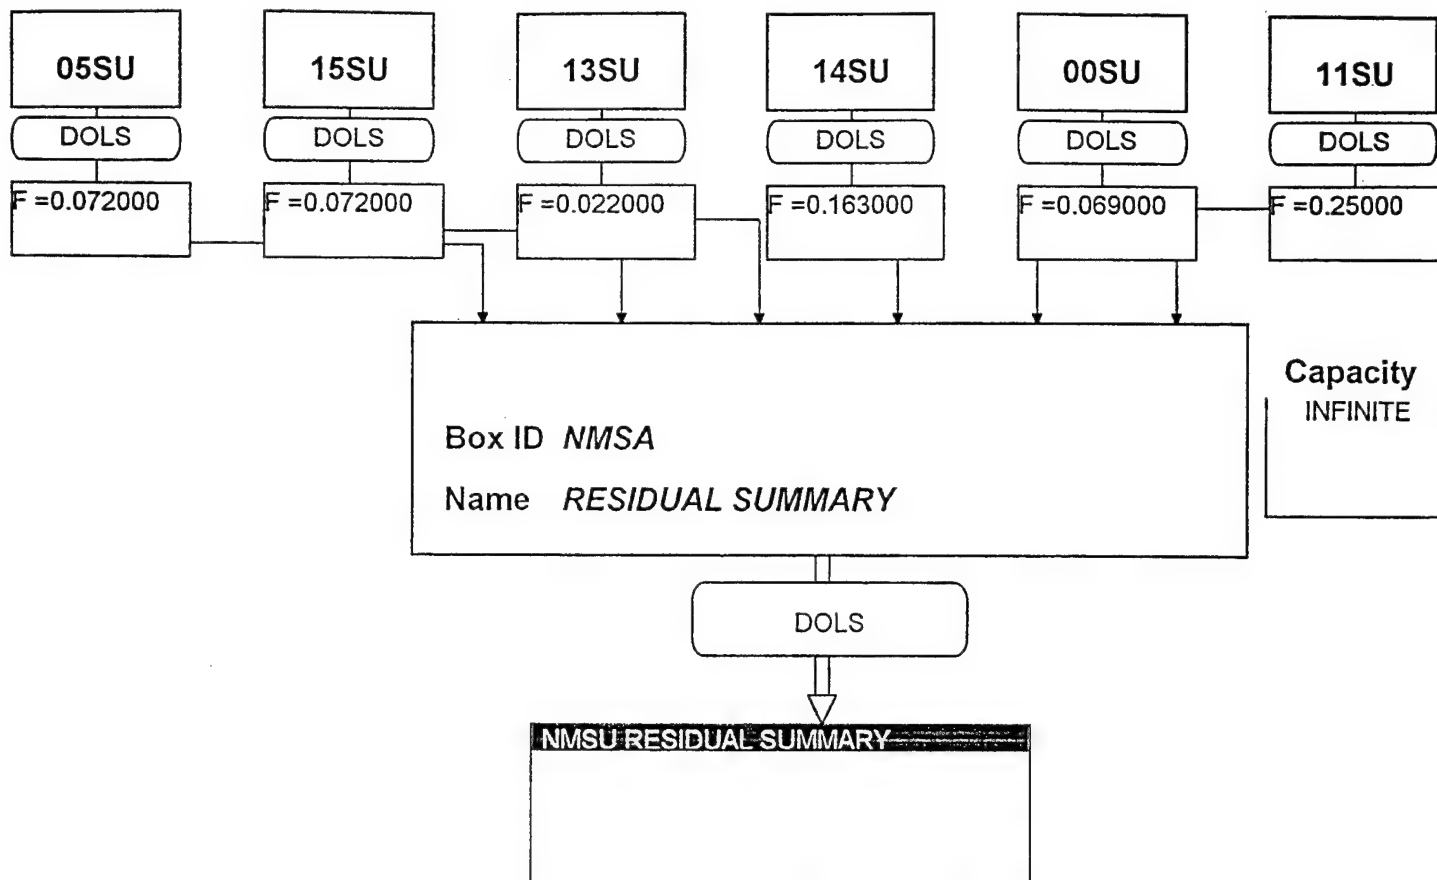 05SU 15SU 13SU 14SU 00SU 11SU
DOLS DOLS DOLS DOLS DOLS DOLS
F =0.072000 F =0.072000 F =0.022000 F =0.163000 F =0.069000 F =0.25000
Capacity
INFINITE
Box ID NMSA
Name RESIDUAL SUMMARY
DOLS
NMSU RESIDUAL SUMMARY